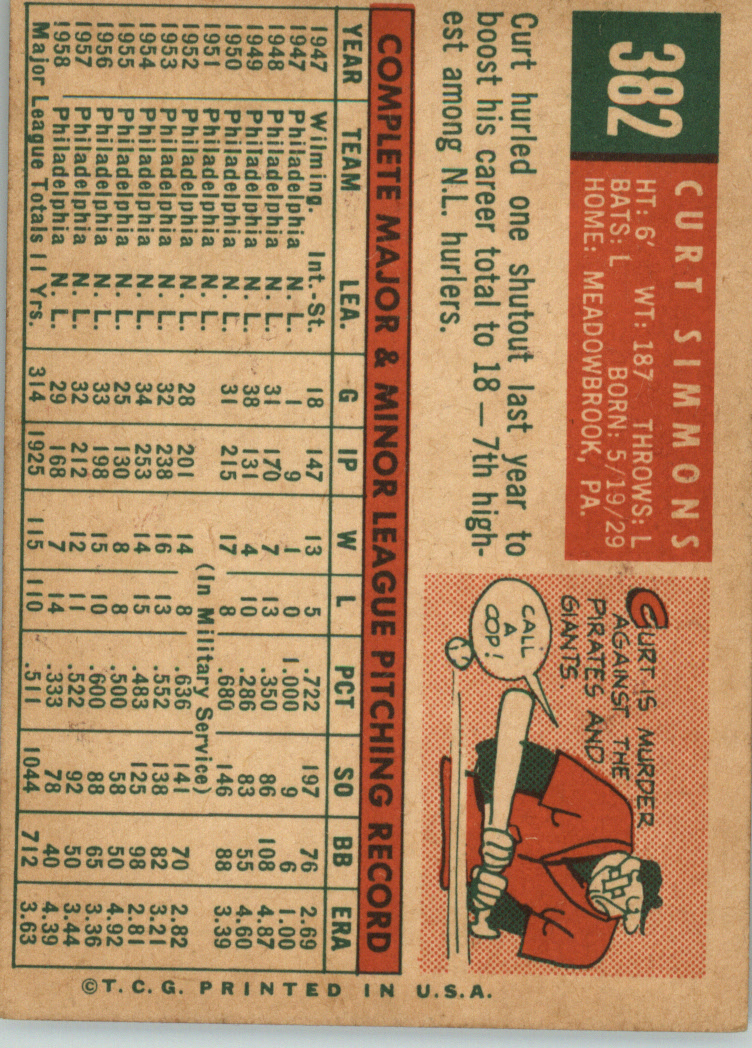 382
CURT SIMMONS
HT: 6' WT: 187 THROWS: L
BATS: L BORN: 5/19/29
HOME: MEADOWBROOK, PA.
Curt hurled one shutout last year to
boost his career total to 18 — 7th high-
est among N.L. hurlers.
CURT IS MURDER
AGAINST THE
PIRATES AND
GIANTS.
CALL
A
COP!
COMPLETE MAJOR & MINOR LEAGUE PITCHING RECORD
YEAR TEAM LEA. G IP W L PCT SO BB ERA
1947 Wilming. Int.-St. 18 147 13 5 .722 197 76 2.69
1947 Philadelphia N. L. 1 9 1 0 1.000 9 6 1.00
1948 Philadelphia N. L. 31 170 7 13 .350 86 108 4.87
1949 Philadelphia N. L. 38 131 4 10 .286 83 55 4.60
1950 Philadelphia N. L. 31 215 17 8 .680 146 88 3.39
1951 Philadelphia N. L. (In Military Service)
1952 Philadelphia N. L. 28 201 14 8 .636 141 70 2.82
1953 Philadelphia N. L. 32 238 16 13 .552 138 82 3.21
1954 Philadelphia N. L. 34 253 14 15 .483 125 98 2.81
1955 Philadelphia N. L. 25 130 8 8 .500 58 50 4.92
1956 Philadelphia N. L. 33 198 15 10 .600 88 65 3.36
1957 Philadelphia N. L. 32 212 12 11 .522 92 50 3.44
1958 Philadelphia N. L. 29 168 7 14 .333 78 40 4.39
Major League Totals 11 Yrs. 314 1925 115 110 .511 1044 712 3.63
©T. C. G. PRINTED IN U.S.A.